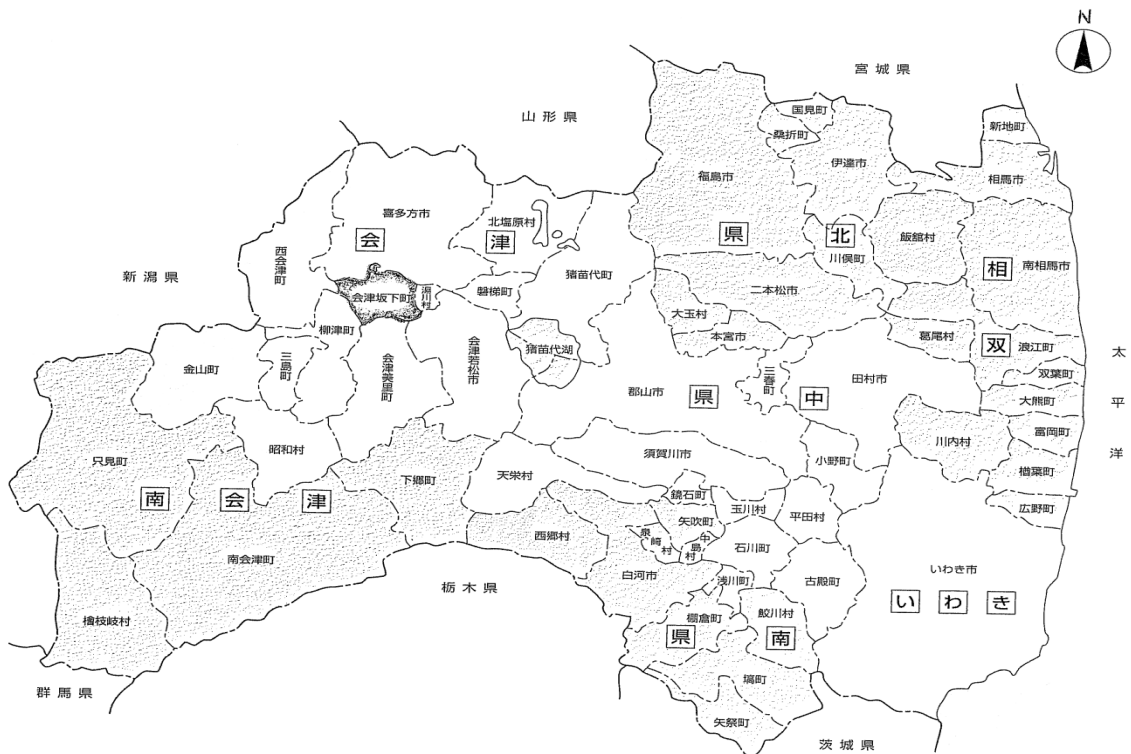 N
宮城県
山形県
国見町
桑折町
新地町
伊達市
相馬市
福島市
喜多方市
北塩原村
飯舘村
会
津
県
北
川俣町
相
南相馬市
西会津町
新潟県
猪苗代町
磐梯町
二本松市
会津坂下町
湯川村
大玉村
本宮市
葛尾村
双
浪江町
柳津町
猪苗代湖
会津若松市
会津美里町
三島町
金山町
双葉町
太平洋
田村市
三春町
郡山市
県
中
大熊町
川内村
富岡町
昭和村
只見町
須賀川市
小野町
楢葉町
下郷町
天栄村
鏡石町
玉川村
平田村
広野町
南
会
津
矢吹町
西郷村
泉崎村
中島村
石川町
南会津町
白河市
浅川町
古殿町
いわき市
栃木県
い
わ
き
鮫川村
棚倉町
県
南
檜枝岐村
塙町
群馬県
矢祭町
茨城県